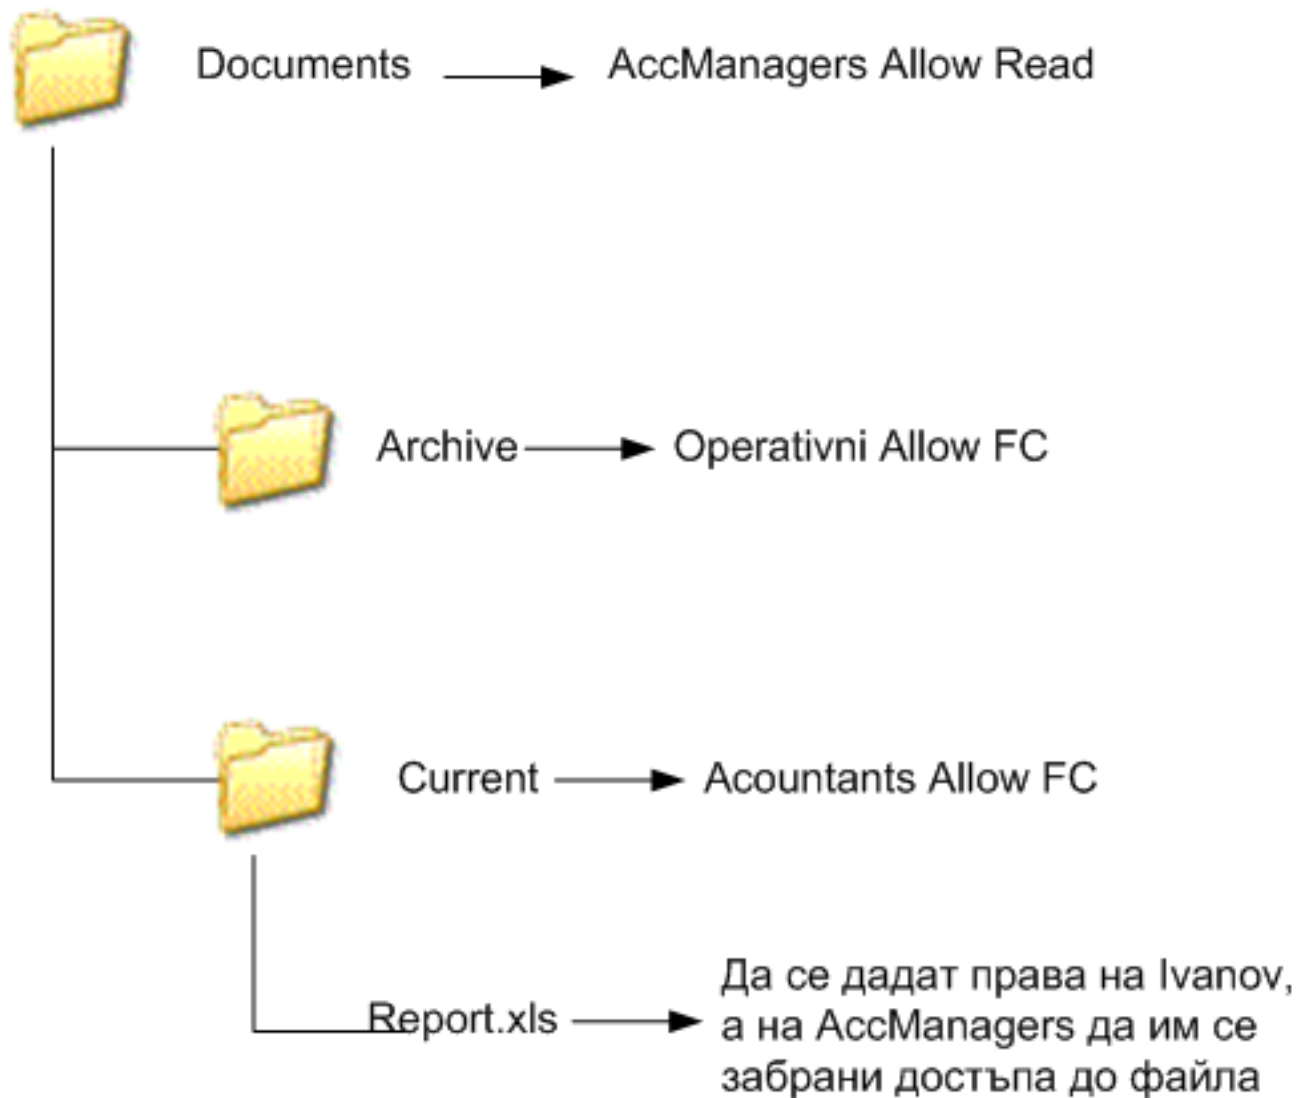 Documents AccManagers Allow Read
Archive Operativni Allow FC
Current Acountants Allow FC
Report.xls Да се дадат права на Ivanov,
а на AccManagers да им се
забрани достъпа до файла